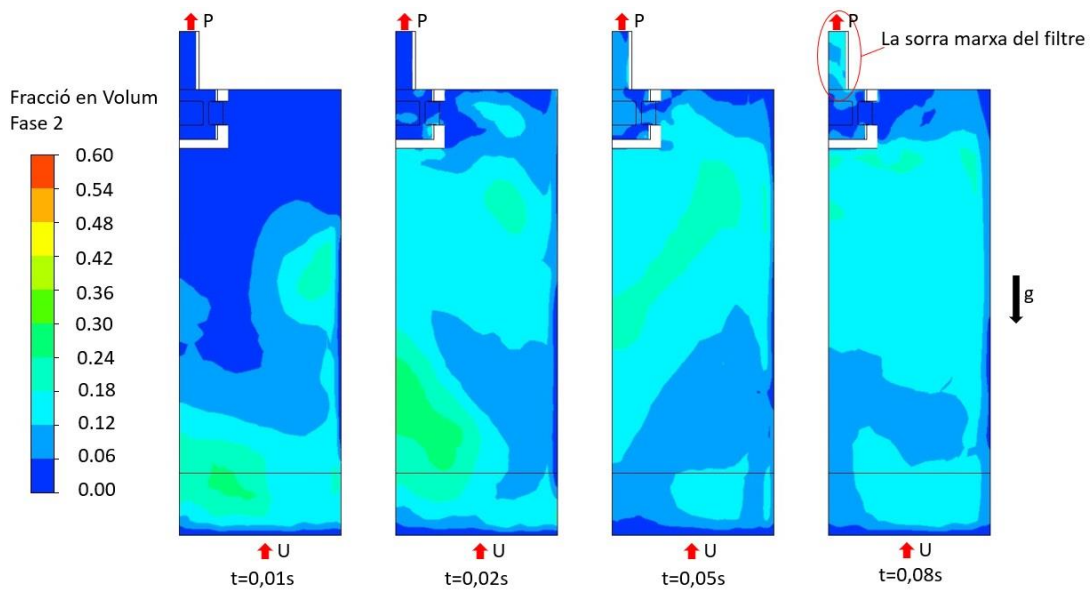 P
P
P
P
La sorra marxa del filtre
Fracció en Volum
Fase 2
0.60
0.54
0.48
0.42
0.36
0.30
0.24
0.18
0.12
0.06
0.00
g
U
U
U
U
t=0,01s
t=0,02s
t=0,05s
t=0,08s